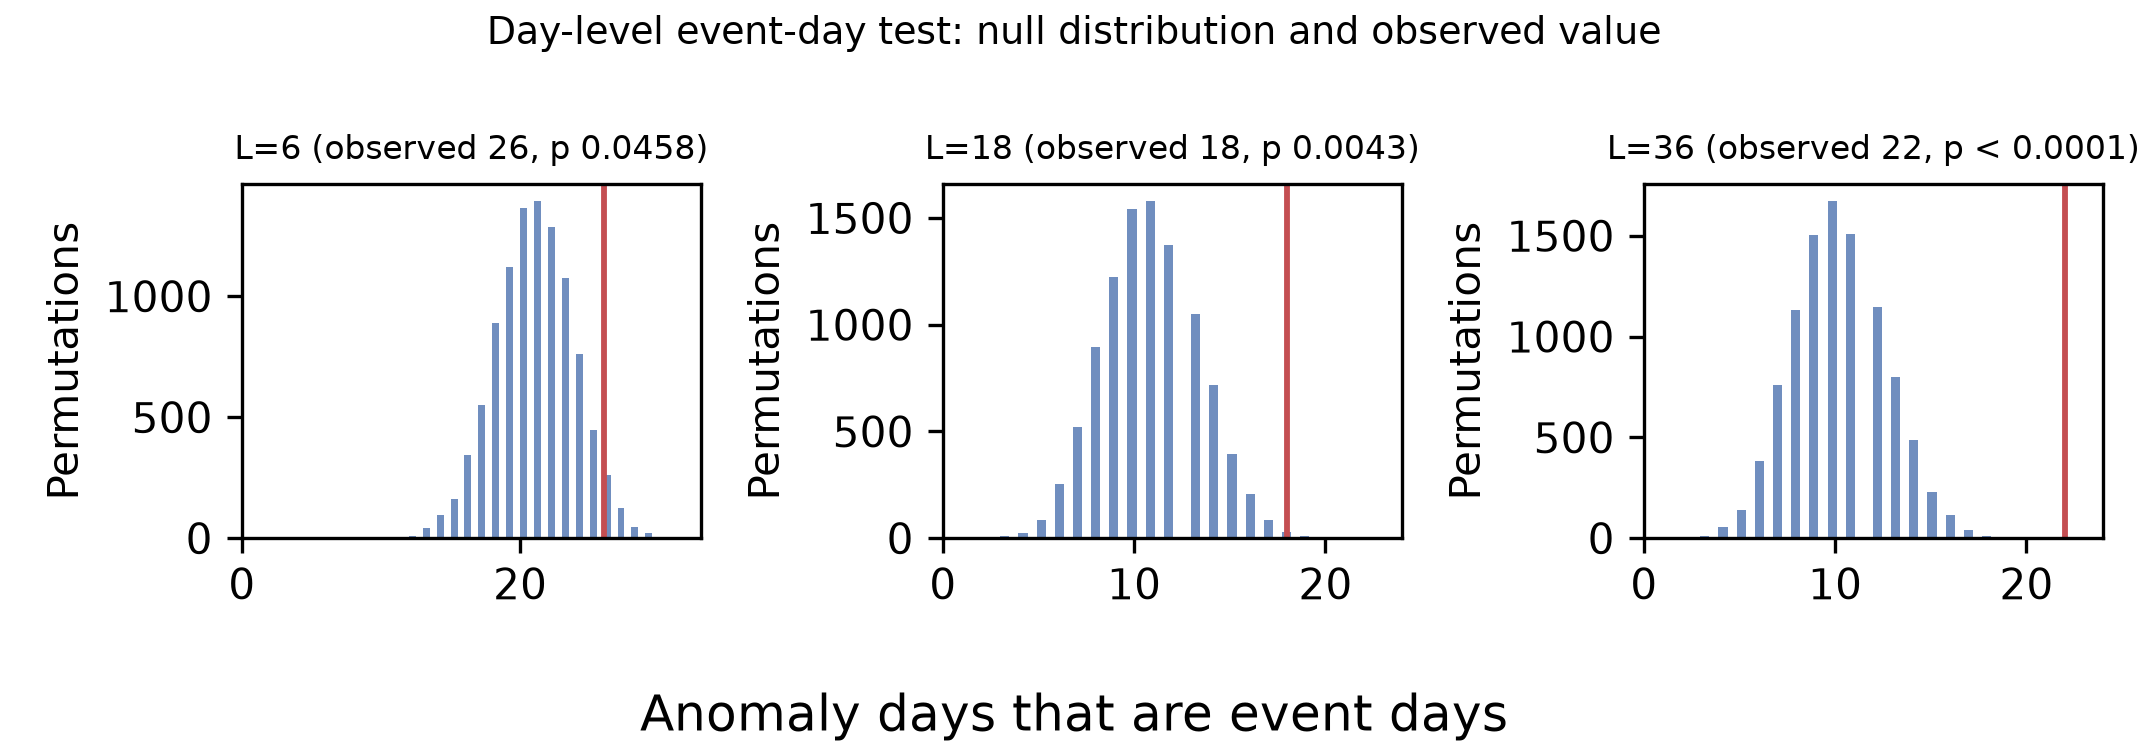 Day-level event-day test: null distribution and observed value
L=6 (observed 26, p 0.0458)
Permutations
1000
500
0
0
20
L=18 (observed 18, p 0.0043)
Permutations
1500
1000
500
0
0
10
20
L=36 (observed 22, p < 0.0001)
Permutations
1500
1000
500
0
0
10
20
Anomaly days that are event days